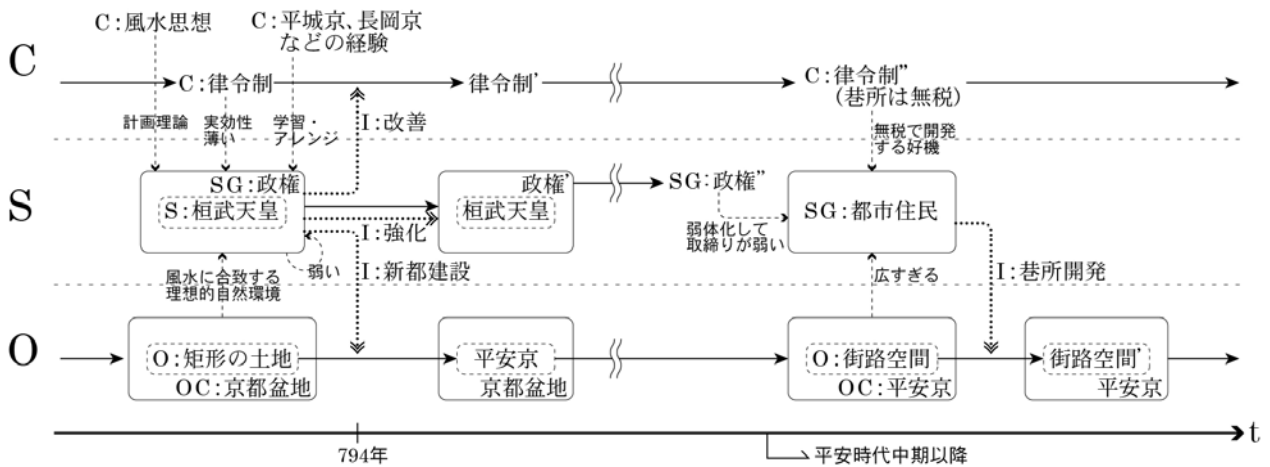 C:風水思想
C:平城京、長岡京
などの経験
C
C:律令制
律令制’
C:律令制”
(巷所は無税)
計画理論
実効性
薄い
学習・
アレンジ
I:改善
無税で開発
する好機
S
SG:政権
S:桓武天皇
政権’
桓武天皇
SG:政権”
SG:都市住民
I:強化
弱体化して
取締りが弱い
弱い
I:新都建設
風水に合致する
理想的自然環境
広すぎる
I:巷所開発
O
O:矩形の土地
OC:京都盆地
平安京
京都盆地
O:街路空間
OC:平安京
街路空間’
平安京
t
794年
平安時代中期以降